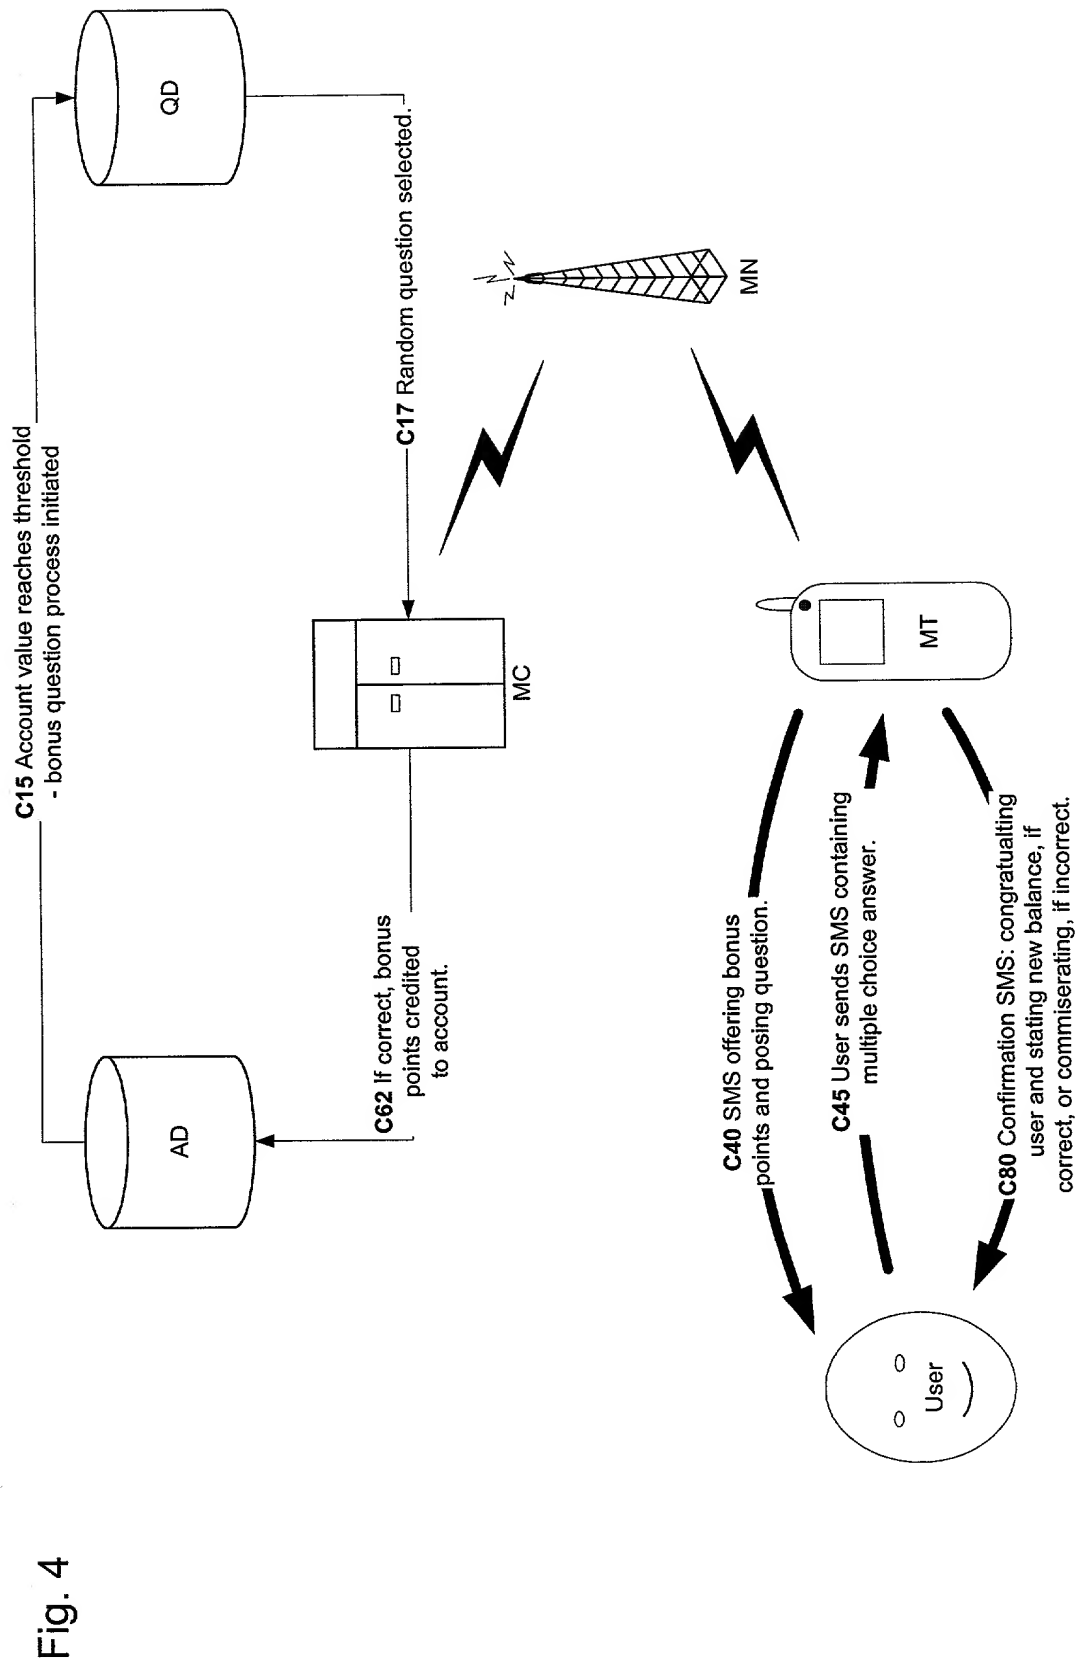 C15 Account value reaches threshold
- bonus question process initiated
AD
QD
C62 If correct, bonus
points credited
to account.
C17 Random question selected.
MC
MN
C40 SMS offering bonus
points and posing question.
C45 User sends SMS containing
multiple choice answer.
MT
User
C80 Confirmation SMS: congratualting
user and stating new balance, if
correct, or commiserating, if incorrect.
Fig. 4